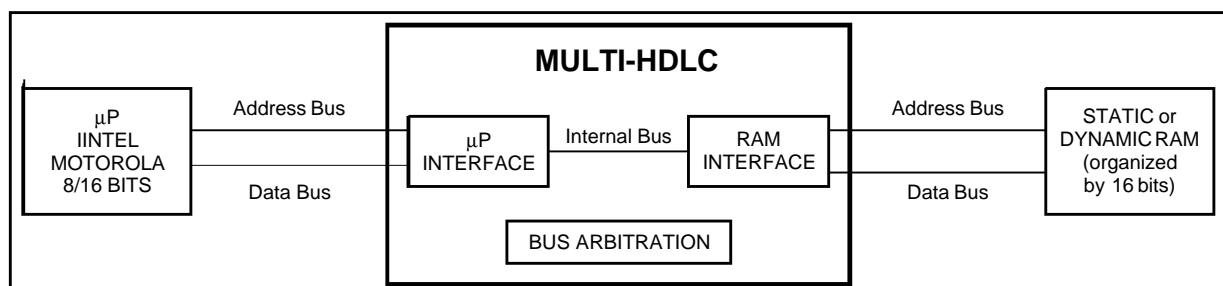 MULTI-HDLC
µP
IINTEL
MOTOROLA
8/16 BITS
Address Bus
Data Bus
µP
INTERFACE
Internal Bus
RAM
INTERFACE
BUS ARBITRATION
Address Bus
Data Bus
STATIC or
DYNAMIC RAM
(organized
by 16 bits)